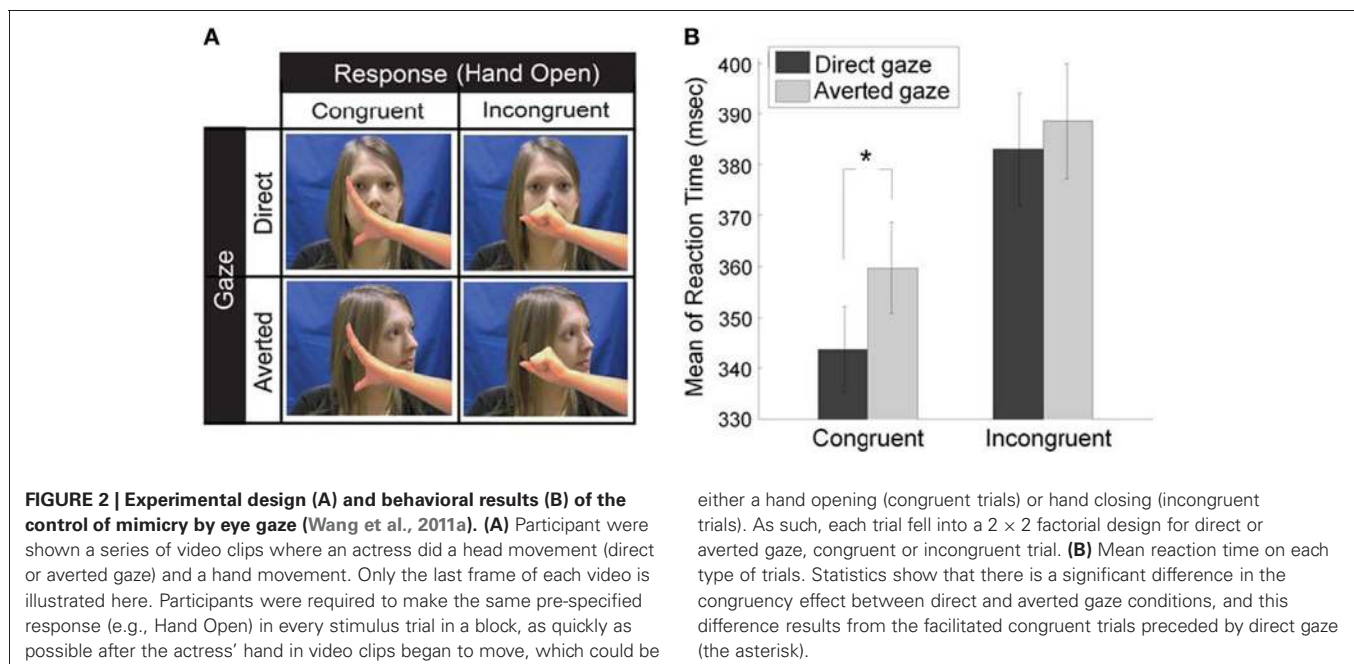 A
Response (Hand Open)
Congruent
Incongruent
Gaze
Direct
Averted
B
Direct gaze
Averted gaze
Mean of Reaction Time (msec)
400
390
380
370
360
350
340
330
*
Congruent
Incongruent
FIGURE 2 | Experimental design (A) and behavioral results (B) of the
control of mimicry by eye gaze (Wang et al., 2011a). (A) Participant were
shown a series of video clips where an actress did a head movement (direct
or averted gaze) and a hand movement. Only the last frame of each video is
illustrated here. Participants were required to make the same pre-specified
response (e.g., Hand Open) in every stimulus trial in a block, as quickly as
possible after the actress' hand in video clips began to move, which could be
either a hand opening (congruent trials) or hand closing (incongruent
trials). As such, each trial fell into a 2 × 2 factorial design for direct or
averted gaze, congruent or incongruent trial. (B) Mean reaction time on each
type of trials. Statistics show that there is a significant difference in the
congruency effect between direct and averted gaze conditions, and this
difference results from the facilitated congruent trials preceded by direct gaze
(the asterisk).